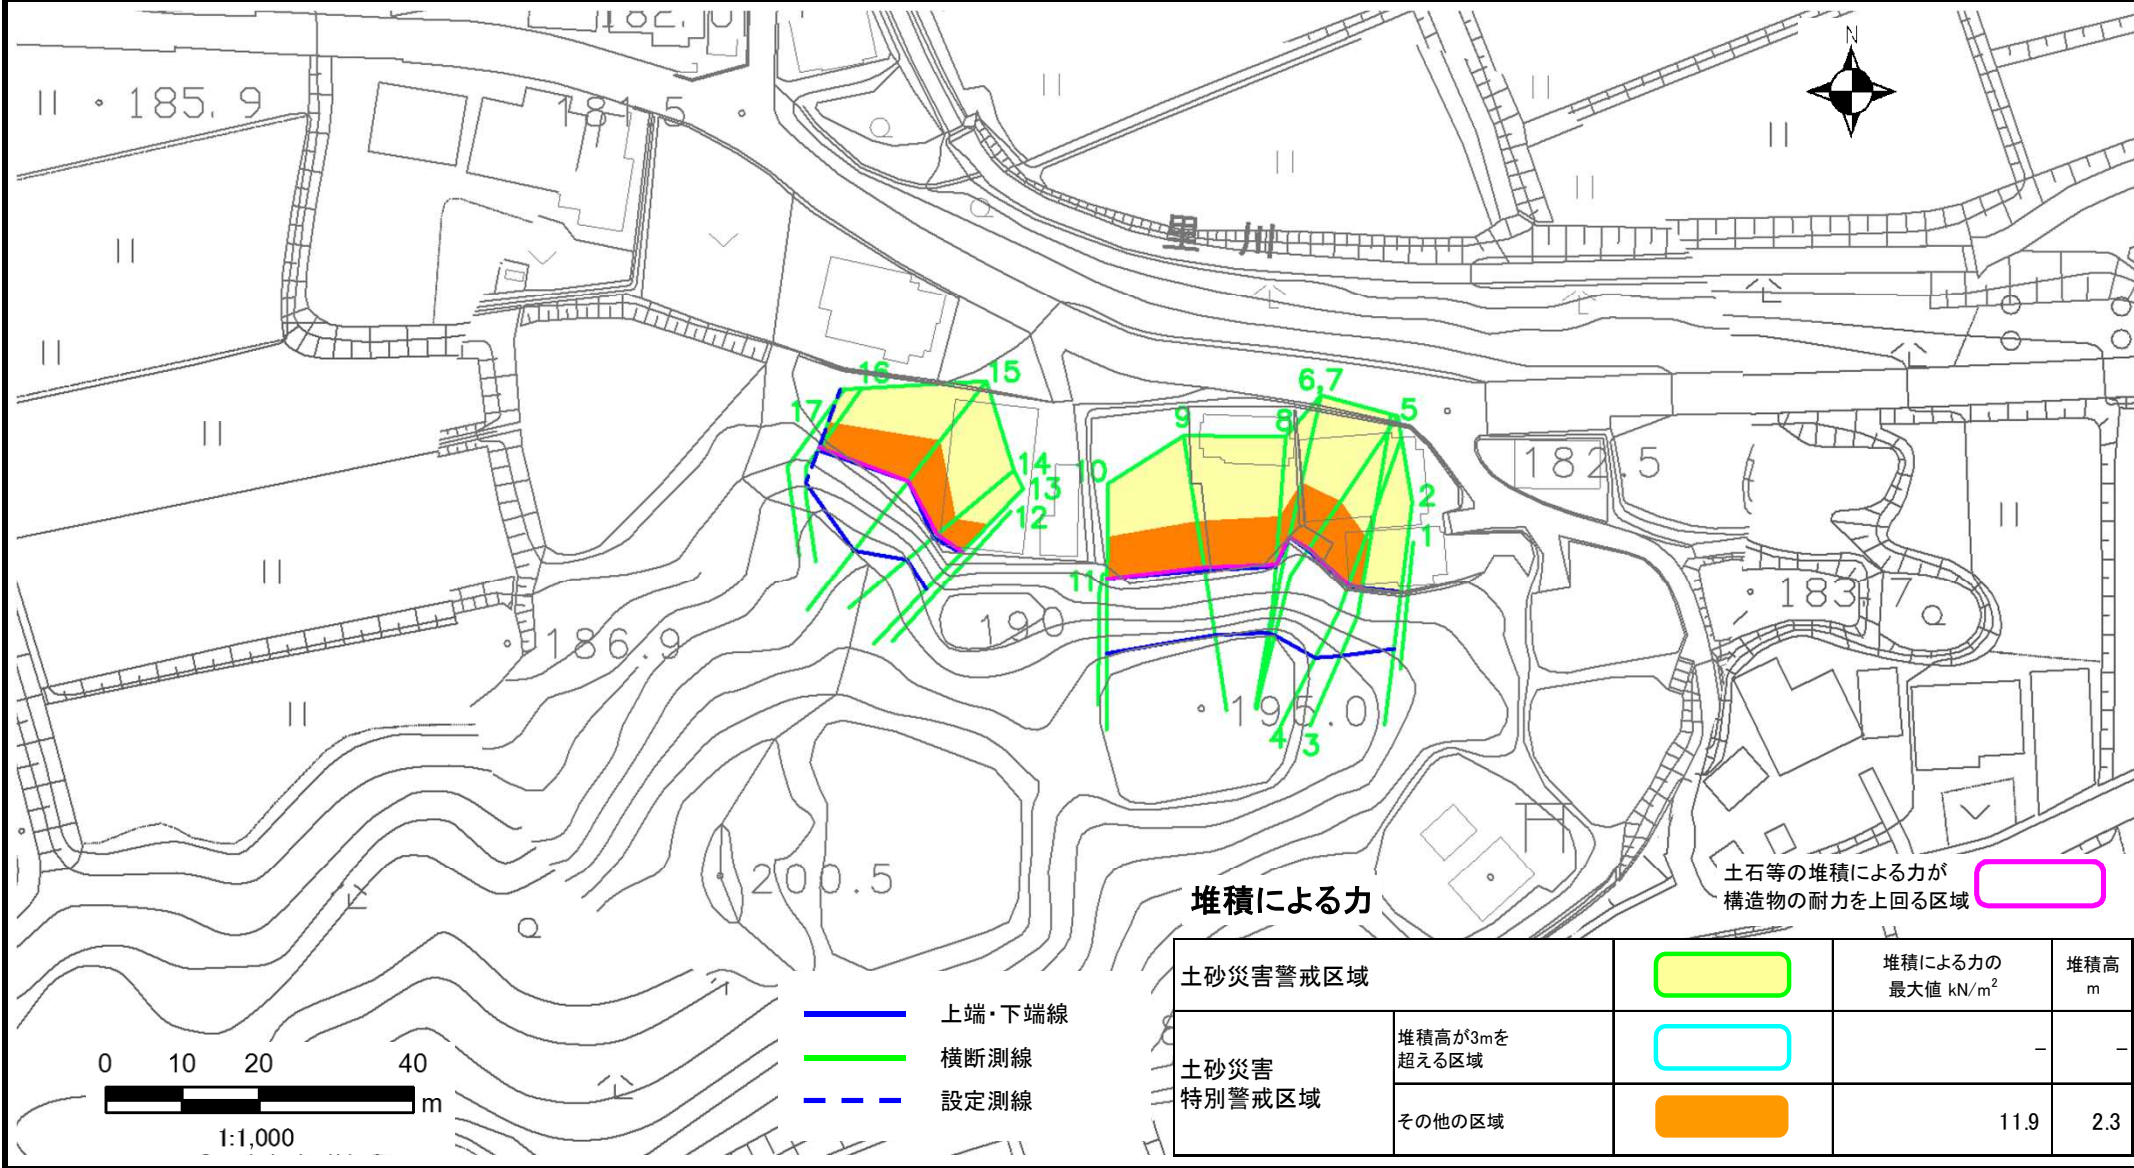 182.0
N
185.9
181.5
里川
16
15
17
6,7
5
9
8
14
13
12
10
2
1
11
182.5
183.7
186.9
190
195.0
4
3
200.5
土石等の堆積による力が
構造物の耐力を上回る区域
堆積による力
土砂災害警戒区域
堆積による力の
最大値 kN/m²
堆積高
m
土砂災害
特別警戒区域
堆積高が3mを
超える区域
–
–
その他の区域
11.9
2.3
上端・下端線
横断測線
設定測線
0 10 20 40
m
1:1,000